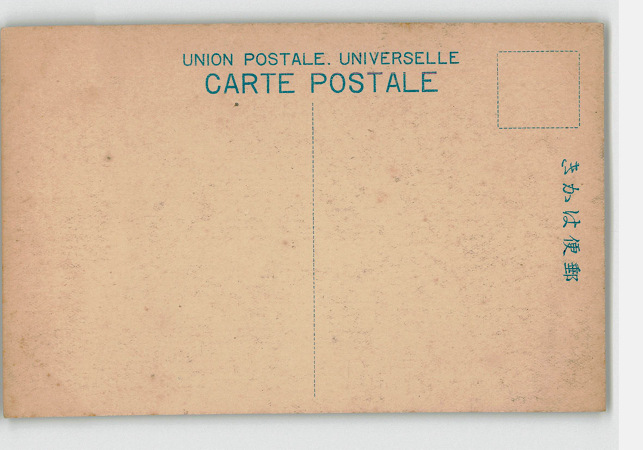 UNION POSTALE. UNIVERSELLE
CARTE POSTALE
郵便はかき